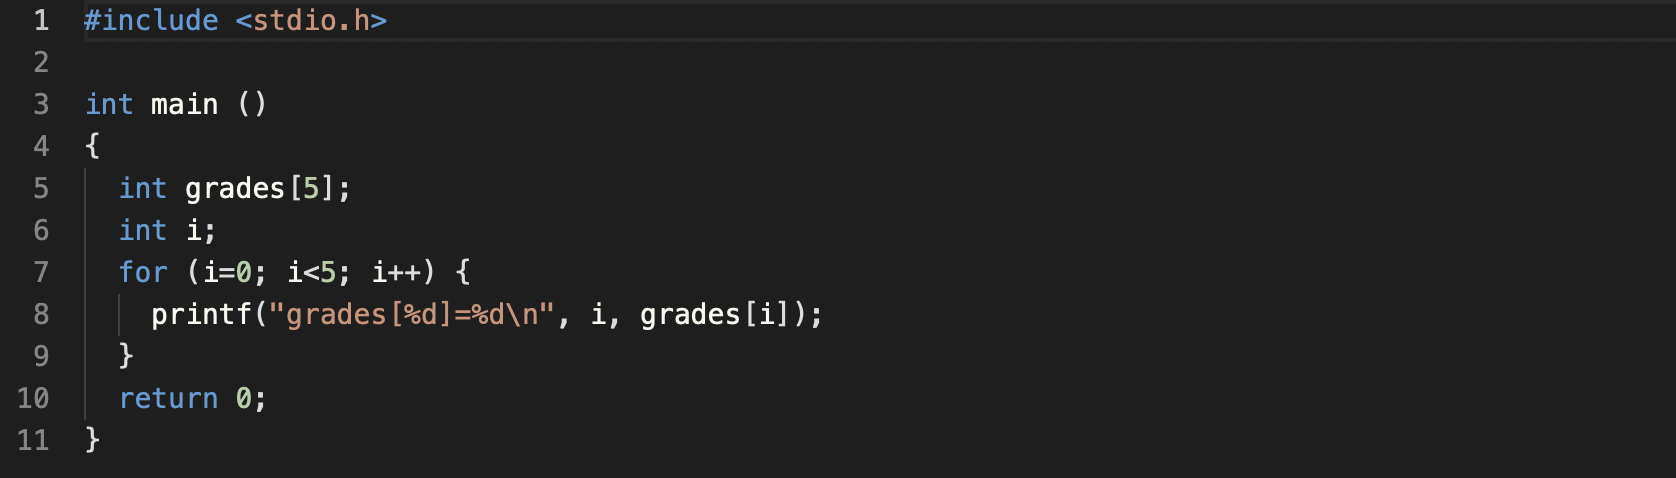 1 #include <stdio.h>
2
3 int main ()
4 {
5   int grades[5];
6   int i;
7   for (i=0; i<5; i++) {
8     printf("grades[%d]=%d\n", i, grades[i]);
9   }
10   return 0;
11 }